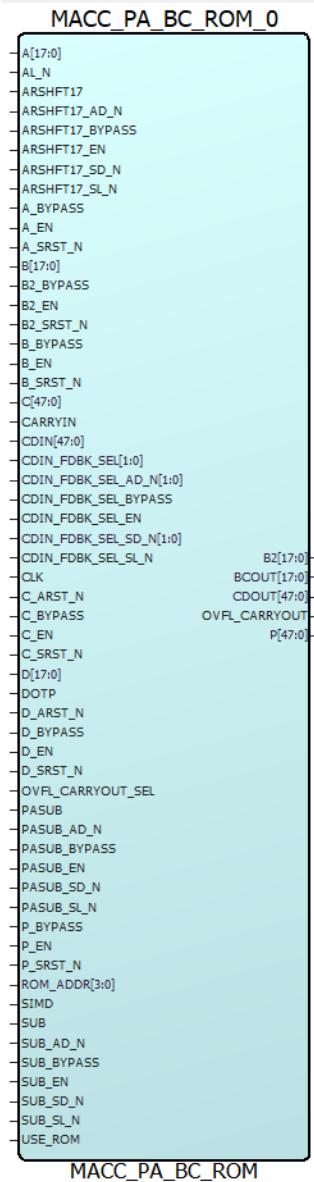 MACC_PA_BC_ROM_0
A[17:0]
AL_N
ARSHFT17
ARSHFT17_AD_N
ARSHFT17_BYPASS
ARSHFT17_EN
ARSHFT17_SD_N
ARSHFT17_SL_N
A_BYPASS
A_EN
A_SRST_N
B[17:0]
B2_BYPASS
B2_EN
B2_SRST_N
B_BYPASS
B_EN
B_SRST_N
C[47:0]
CARRYIN
CDIN[47:0]
CDIN_FDBK_SEL[1:0]
CDIN_FDBK_SEL_AD_N[1:0]
CDIN_FDBK_SEL_BYPASS
CDIN_FDBK_SEL_EN
CDIN_FDBK_SEL_SD_N[1:0]
CDIN_FDBK_SEL_SL_N
CLK
C_ARST_N
C_BYPASS
C_EN
C_SRST_N
D[17:0]
DOTP
D_ARST_N
D_BYPASS
D_EN
D_SRST_N
OVFL_CARRYOUT_SEL
PASUB
PASUB_AD_N
PASUB_BYPASS
PASUB_EN
PASUB_SD_N
PASUB_SL_N
P_BYPASS
P_EN
P_SRST_N
ROM_ADDR[3:0]
SIMD
SUB
SUB_AD_N
SUB_BYPASS
SUB_EN
SUB_SD_N
SUB_SL_N
USE_ROM
B2[17:0]
BCOUT[17:0]
CDOUT[47:0]
OVFL_CARRYOUT
P[47:0]
MACC_PA_BC_ROM